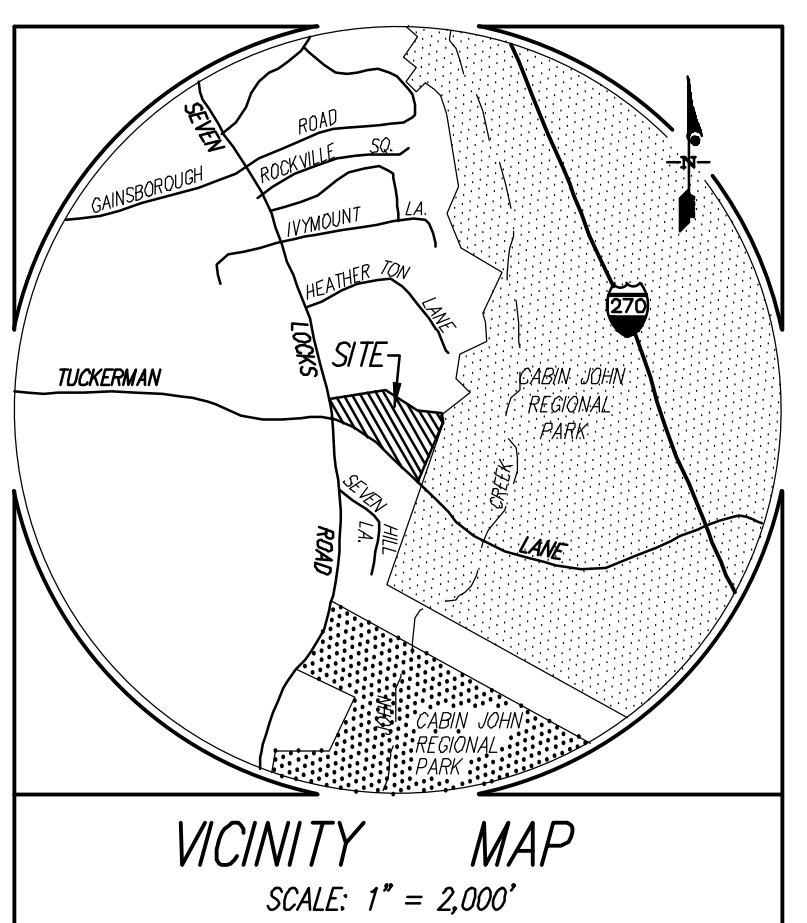 SEVEN
ROAD
GAINSBOROUGH
ROCKVILLE SQ.
N
IVYMOUNT LA.
HEATHER TON
LANE
270
LOCKS
SITE
TUCKERMAN
CABIN JOHN
REGIONAL
PARK
CREEK
SEVEN
HILL
LA.
ROAD
LANE
JOHN
CABIN JOHN
REGIONAL
PARK
VICINITY MAP
SCALE: 1" = 2,000'